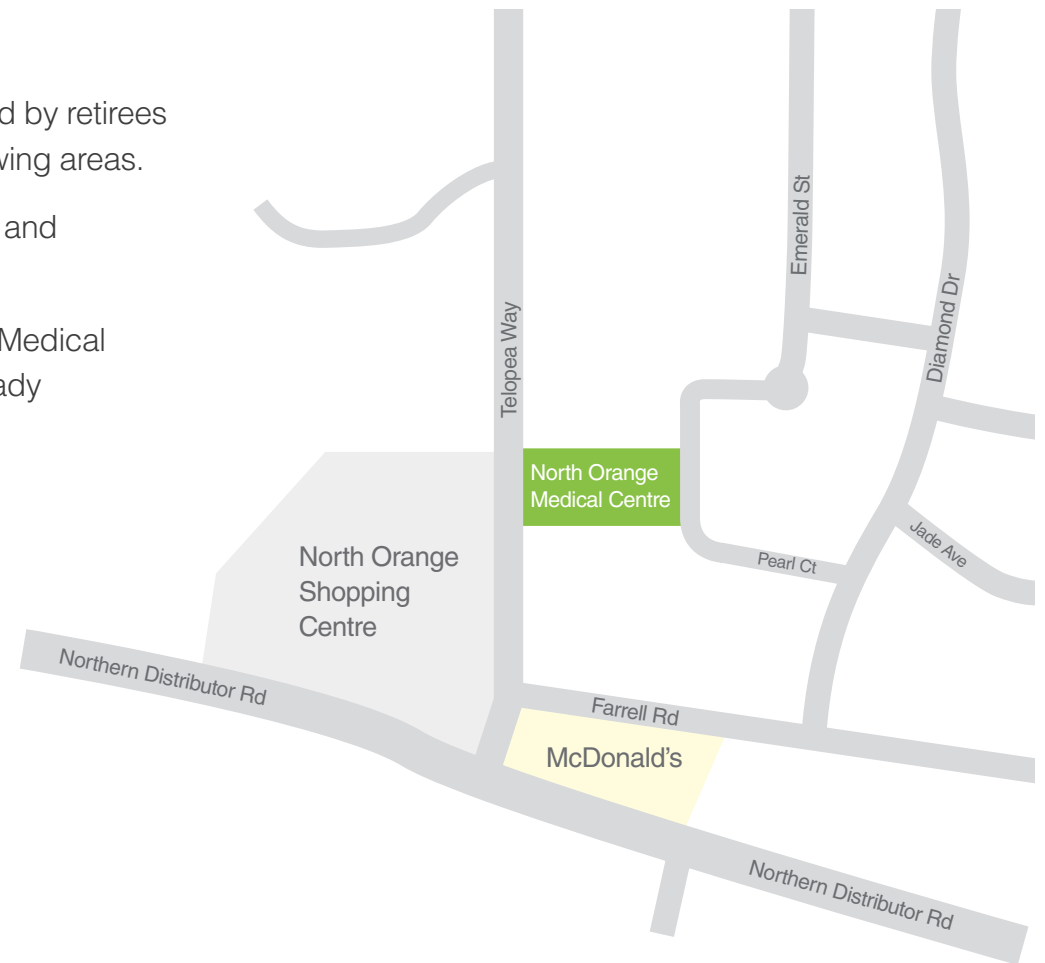 d by retirees
wing areas.
and
Medical
ady
Emerald St
Diamond Dr
Telopea Way
North Orange
Medical Centre
Jade Ave
Pearl Ct
North Orange
Shopping
Centre
Northern Distributor Rd
Farrell Rd
McDonald's
Northern Distributor Rd